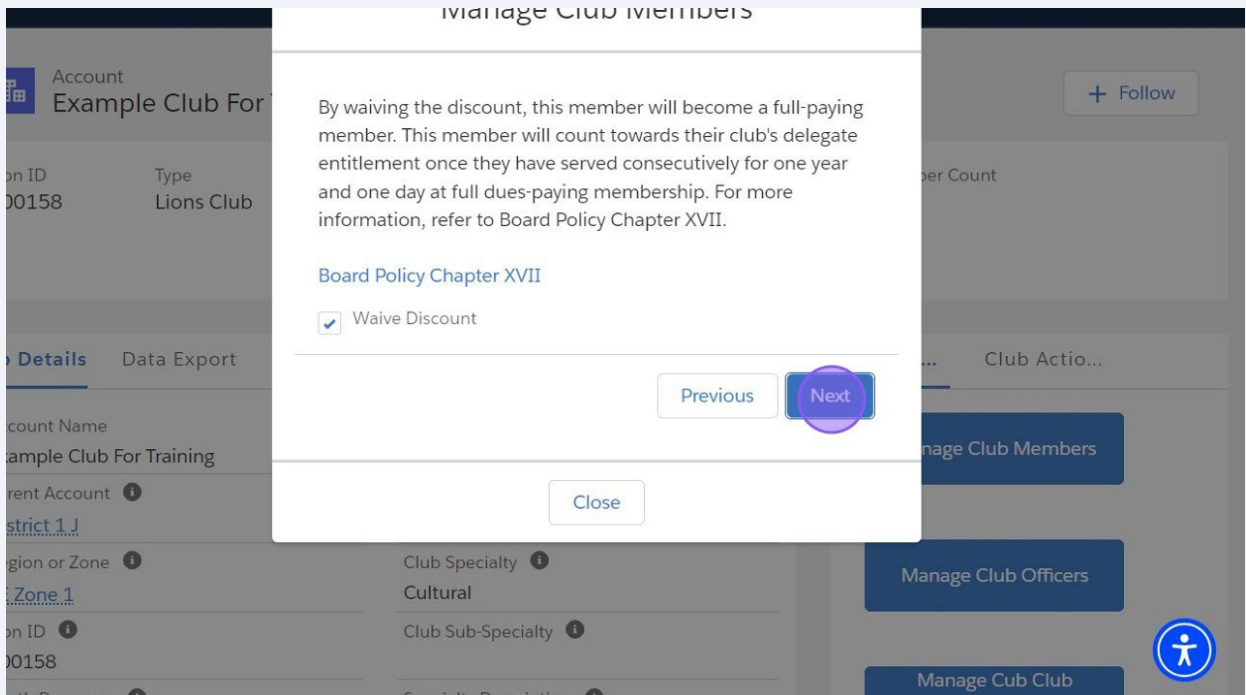 Manage Club Members
Account
Example Club For
+ Follow
By waiving the discount, this member will become a full-paying
member. This member will count towards their club's delegate
entitlement once they have served consecutively for one year
and one day at full dues-paying membership. For more
information, refer to Board Policy Chapter XVII.
on ID
00158
Type
Lions Club
er Count
Board Policy Chapter XVII
Waive Discount
Details
Data Export
...
Club Actio...
Previous
Next
count Name
ample Club For Training
nage Club Members
rent Account
strict 1 J
Close
gion or Zone
Zone 1
Club Specialty
Cultural
Manage Club Officers
on ID
00158
Club Sub-Specialty
Manage Cub Club